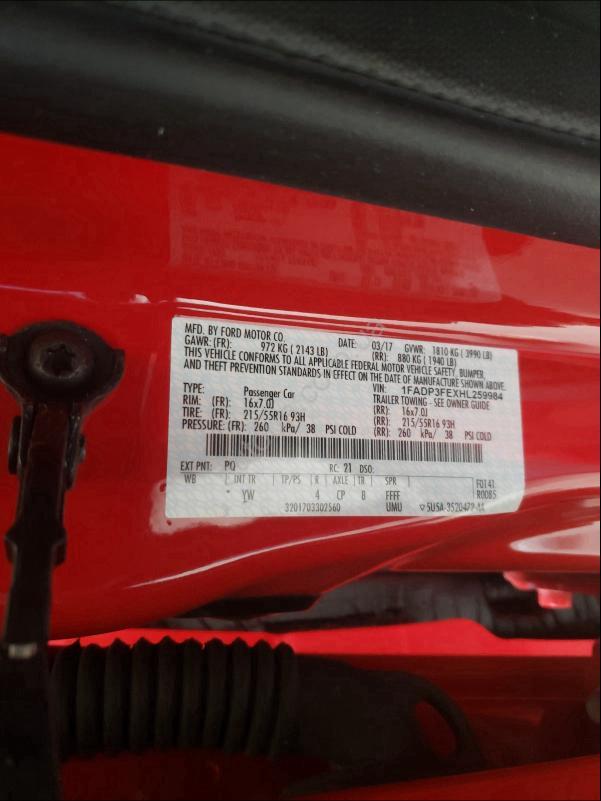 MFD. BY FORD MOTOR CO. DATE: 03/17 GVWR: 1810 KG ( 3990 LB)
GAWR: (FR): 972 KG ( 2143 LB) (RR): 880 KG ( 1940 LB)
THIS VEHICLE CONFORMS TO ALL APPLICABLE FEDERAL MOTOR VEHICLE SAFETY, BUMPER,
AND THEFT PREVENTION STANDARDS IN EFFECT ON THE DATE OF MANUFACTURE SHOWN ABOVE.
VIN: 1FADP3FEXHL259984
TYPE: Passenger Car TRAILER TOWING - SEE OWNER GUIDE
RIM: (FR): 16x7.0J (RR): 16x7.0J
TIRE: (FR): 215/55R16 93H (RR): 215/55R16 93H
PRESSURE: (FR): 260 kPa/ 38 PSI COLD (RR): 260 kPa/ 38 PSI COLD
EXT PNT: PQ RC: 21 DSO:
WB INT TR TP/PS R AXLE TR SPR F0141
* YW 4 CP 8 FFFF R0085
3201703302560 UMU